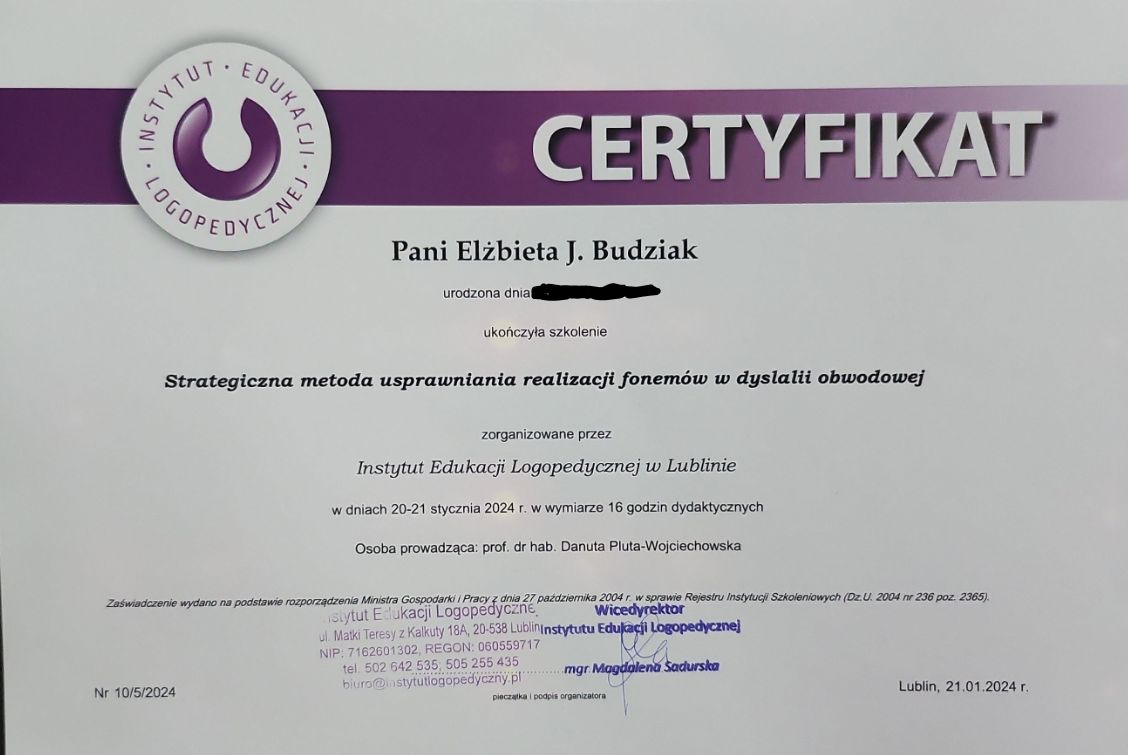 INSTYTUT · EDUKACJI · LOGOPEDYCZNEJ ·
CERTYFIKAT
Pani Elżbieta J. Budziak
urodzona dnia
ukończyła szkolenie
Strategiczna metoda usprawniania realizacji fonemów w dyslalii obwodowej
zorganizowane przez
Instytut Edukacji Logopedycznej w Lublinie
w dniach 20-21 stycznia 2024 r. w wymiarze 16 godzin dydaktycznych
Osoba prowadząca: prof. dr hab. Danuta Pluta-Wojciechowska
Zaświadczenie wydano na podstawie rozporządzenia Ministra Gospodarki i Pracy z dnia 27 października 2004 r. w sprawie Rejestru Instytucji Szkoleniowych (Dz.U. 2004 nr 236 poz. 2365).
Instytut Edukacji Logopedycznej
ul. Matki Teresy z Kalkuty 18A, 20-538 Lublin
NIP: 7162601302, REGON: 060559717
tel. 502 642 535; 505 255 435
biuro@instytutlogopedyczny.pl
Wicedyrektor
Instytutu Edukacji Logopedycznej
mgr Magdalena Sadurska
pieczątka i podpis organizatora
Nr 10/5/2024
Lublin, 21.01.2024 r.